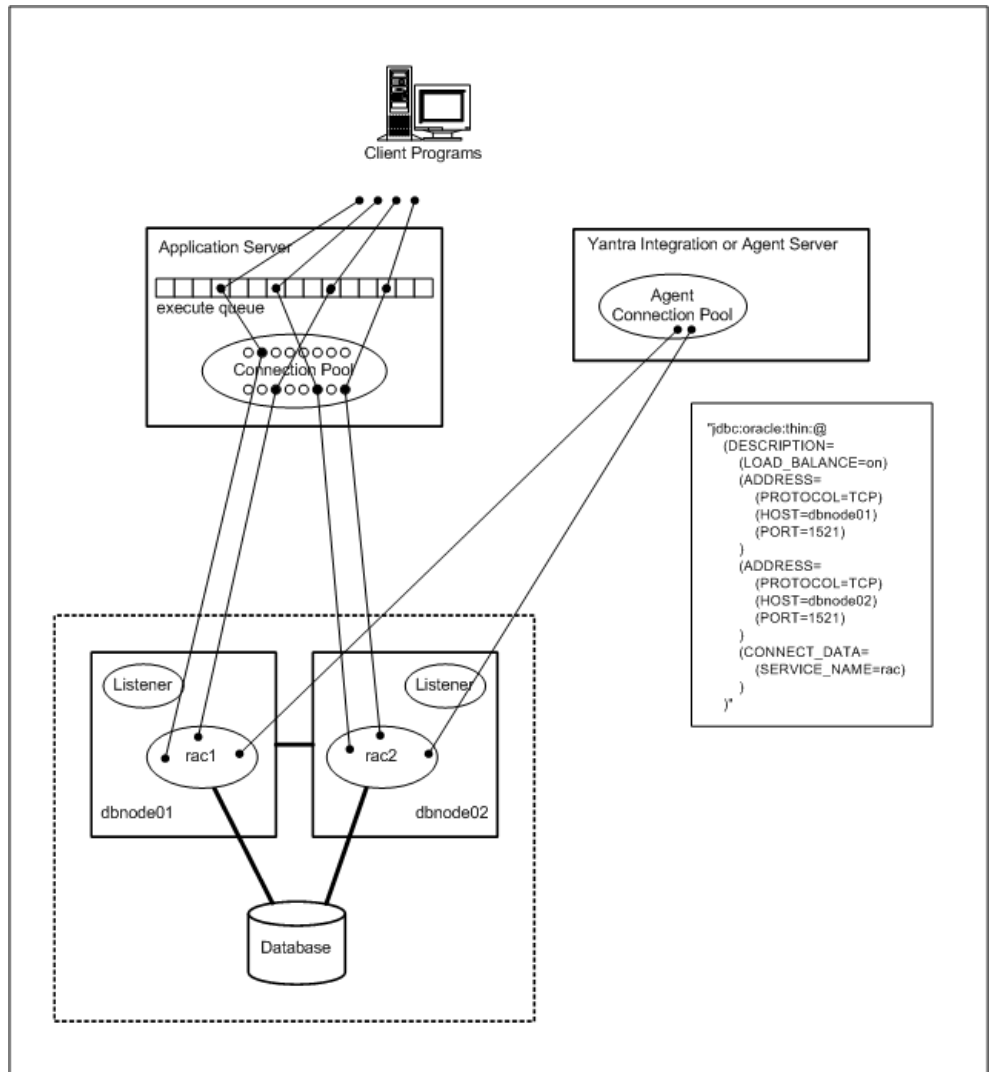 Client Programs
Application Server
execute queue
Connection Pool
Yantra Integration or Agent Server
Agent
Connection Pool
"jdbc:oracle:thin:@
(DESCRIPTION=
(LOAD_BALANCE=on)
(ADDRESS=
(PROTOCOL=TCP)
(HOST=dbnode01)
(PORT=1521)
)
(ADDRESS=
(PROTOCOL=TCP)
(HOST=dbnode02)
(PORT=1521)
)
(CONNECT_DATA=
(SERVICE_NAME=rac)
)
)"
Listener
rac1
dbnode01
Listener
rac2
dbnode02
Database